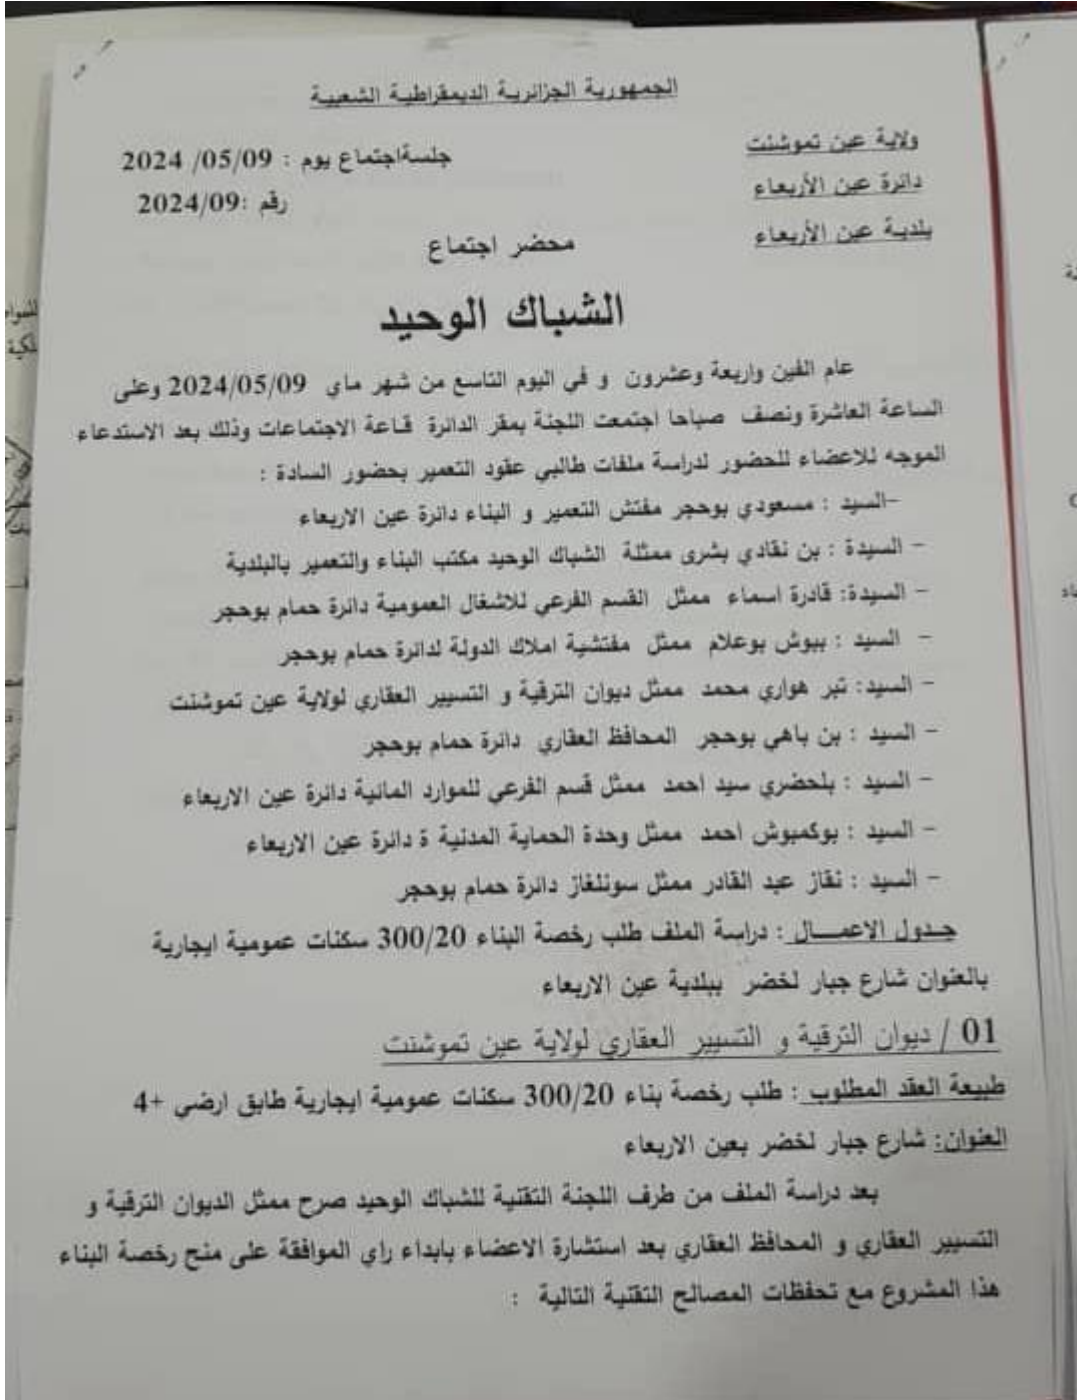 الجمهورية الجزائرية الديمقراطية الشعبية
ولاية عين تموشنت
جلسةاجتماع يوم : 09/05/ 2024
دائرة عين الأربعاء
رقم :2024/09
بلدية عين الأربعاء
محضر اجتماع
الشباك الوحيد
عام الفين واربعة وعشرون و في اليوم التاسع من شهر ماي 2024/05/09 وعلى
الساعة العاشرة ونصف صباحا اجتمعت اللجنة بمقر الدائرة قاعة الاجتماعات وذلك بعد الاستدعاء
الموجه للاعضاء للحضور لدراسة ملفات طالبي عقود التعمير بحضور السادة :
-السيد : مسعودي بوحجر مفتش التعمير و البناء دائرة عين الاربعاء
- السيدة : بن نقادي بشرى ممثلة الشباك الوحيد مكتب البناء والتعمير بالبلدية
- السيدة: قادرة اسماء ممثل القسم الفرعي للاشغال العمومية دائرة حمام بوحجر
- السيد : بيوش بوعلام ممثل مفتشية املاك الدولة لدائرة حمام بوحجر
- السيد: تبر هواري محمد ممثل ديوان الترقية و التسيير العقاري لولاية عين تموشنت
- السيد : بن باهي بوحجر المحافظ العقاري دائرة حمام بوحجر
- السيد : بلحضري سيد احمد ممثل قسم الفرعي للموارد المائية دائرة عين الاربعاء
- السيد : بوكمبوش احمد ممثل وحدة الحماية المدنية ة دائرة عين الاربعاء
- السيد : نقاز عبد القادر ممثل سونلغاز دائرة حمام بوحجر
جـدول الاعمـــال : دراسة الملف طلب رخصة البناء 300/20 سكنات عمومية ايجارية
بالعنوان شارع جبار لخضر ببلدية عين الاربعاء
01 / ديوان الترقية و التسيير العقاري لولاية عين تموشنت
طبيعة العقد المطلوب : طلب رخصة بناء 300/20 سكنات عمومية ايجارية طابق ارضي +4
العنوان: شارع جبار لخضر بعين الاربعاء
بعد دراسة الملف من طرف اللجنة التقنية للشباك الوحيد صرح ممثل الديوان الترقية و
التسيير العقاري و المحافظ العقاري بعد استشارة الاعضاء بابداء راي الموافقة على منح رخصة البناء
هذا المشروع مع تحفظات المصالح التقنية التالية :